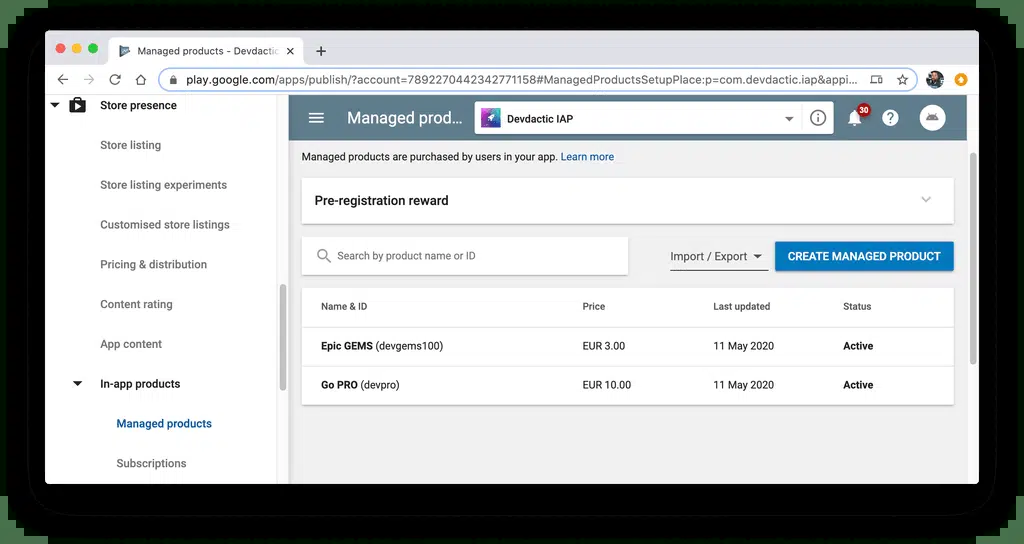 Managed products - Devdactic
play.google.com/apps/publish/?account=7892270442342771158#ManagedProductsSetupPlace:p=com.devdactic.iap&appi...
Store presence
Store listing
Store listing experiments
Customised store listings
Pricing & distribution
Content rating
App content
In-app products
Managed products
Subscriptions
Managed prod...
Devdactic IAP
30
Managed products are purchased by users in your app. Learn more
Pre-registration reward
Search by product name or ID
Import / Export
CREATE MANAGED PRODUCT
Name & ID Price Last updated Status
Epic GEMS (devgems100) EUR 3.00 11 May 2020 Active
Go PRO (devpro) EUR 10.00 11 May 2020 Active